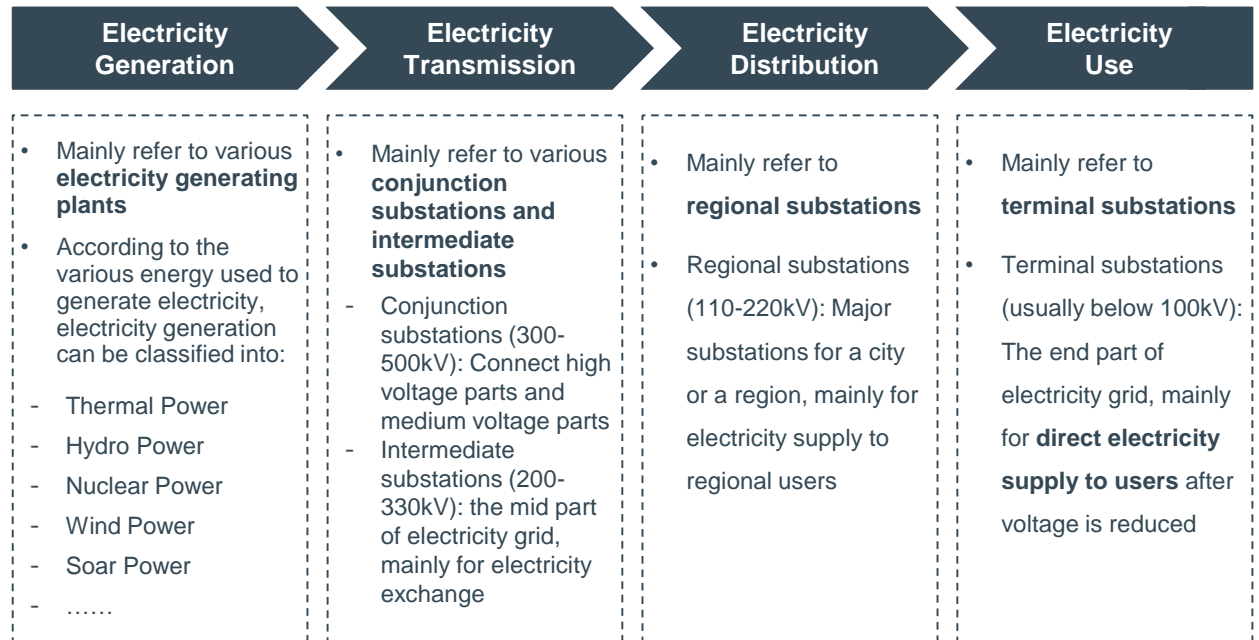 Electricity
Generation
Electricity
Transmission
Electricity
Distribution
Electricity
Use
• Mainly refer to various
electricity generating
plants
• According to the
various energy used to
generate electricity,
electricity generation
can be classified into:
- Thermal Power
- Hydro Power
- Nuclear Power
- Wind Power
- Soar Power
- ……
• Mainly refer to various
conjunction
substations and
intermediate
substations
- Conjunction
substations (300-
500kV): Connect high
voltage parts and
medium voltage parts
- Intermediate
substations (200-
330kV): the mid part
of electricity grid,
mainly for electricity
exchange
• Mainly refer to
regional substations
• Regional substations
(110-220kV): Major
substations for a city
or a region, mainly for
electricity supply to
regional users
• Mainly refer to
terminal substations
• Terminal substations
(usually below 100kV):
The end part of
electricity grid, mainly
for direct electricity
supply to users after
voltage is reduced